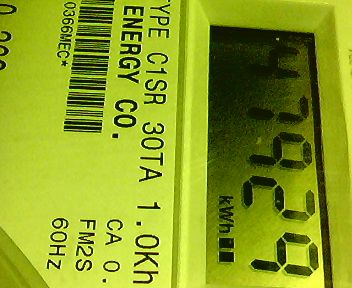 47929
kWh
TYPE C1SR 30TA 1.0Kh
ENERGY CO.
CA 0.
FM2S
60Hz
0366MEC*